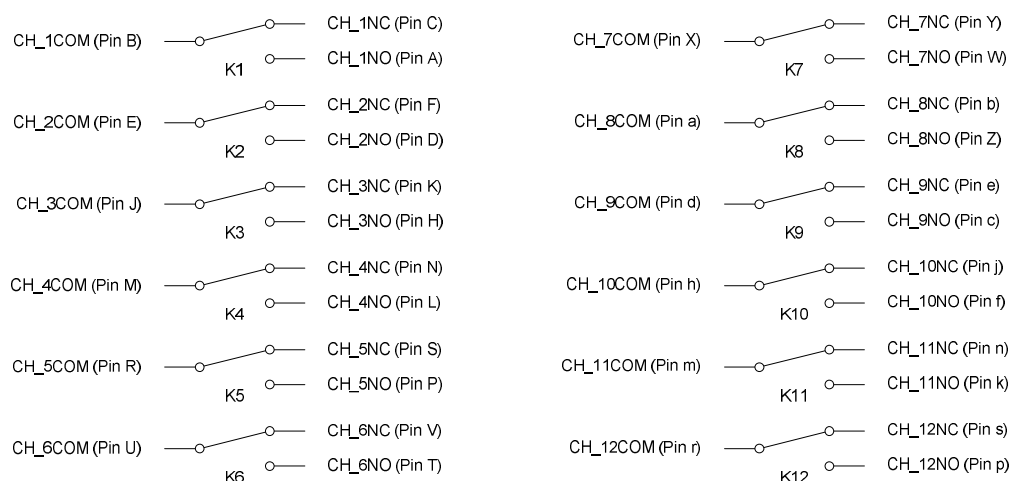 CH_1COM (Pin B)
CH_1NC (Pin C)
K1
CH_1NO (Pin A)
CH_2COM (Pin E)
CH_2NC (Pin F)
K2
CH_2NO (Pin D)
CH_3COM (Pin J)
CH_3NC (Pin K)
K3
CH_3NO (Pin H)
CH_4COM (Pin M)
CH_4NC (Pin N)
K4
CH_4NO (Pin L)
CH_5COM (Pin R)
CH_5NC (Pin S)
K5
CH_5NO (Pin P)
CH_6COM (Pin U)
CH_6NC (Pin V)
K6
CH_6NO (Pin T)
CH_7COM (Pin X)
CH_7NC (Pin Y)
K7
CH_7NO (Pin W)
CH_8COM (Pin a)
CH_8NC (Pin b)
K8
CH_8NO (Pin Z)
CH_9COM (Pin d)
CH_9NC (Pin e)
K9
CH_9NO (Pin c)
CH_10COM (Pin h)
CH_10NC (Pin j)
K10
CH_10NO (Pin f)
CH_11COM (Pin m)
CH_11NC (Pin n)
K11
CH_11NO (Pin k)
CH_12COM (Pin r)
CH_12NC (Pin s)
K12
CH_12NO (Pin p)